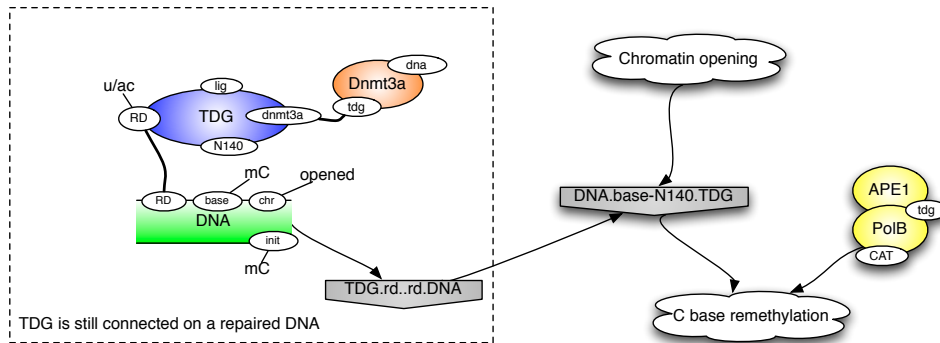 u/ac
lig
dna
Dnmt3a
RD
TDG
dnmt3a
tdg
N140
mC
opened
RD
base
chr
DNA
init
mC
TDG.rd..rd.DNA
TDG is still connected on a repaired DNA
Chromatin opening
DNA.base-N140.TDG
APE1
tdg
PolB
CAT
C base remethylation